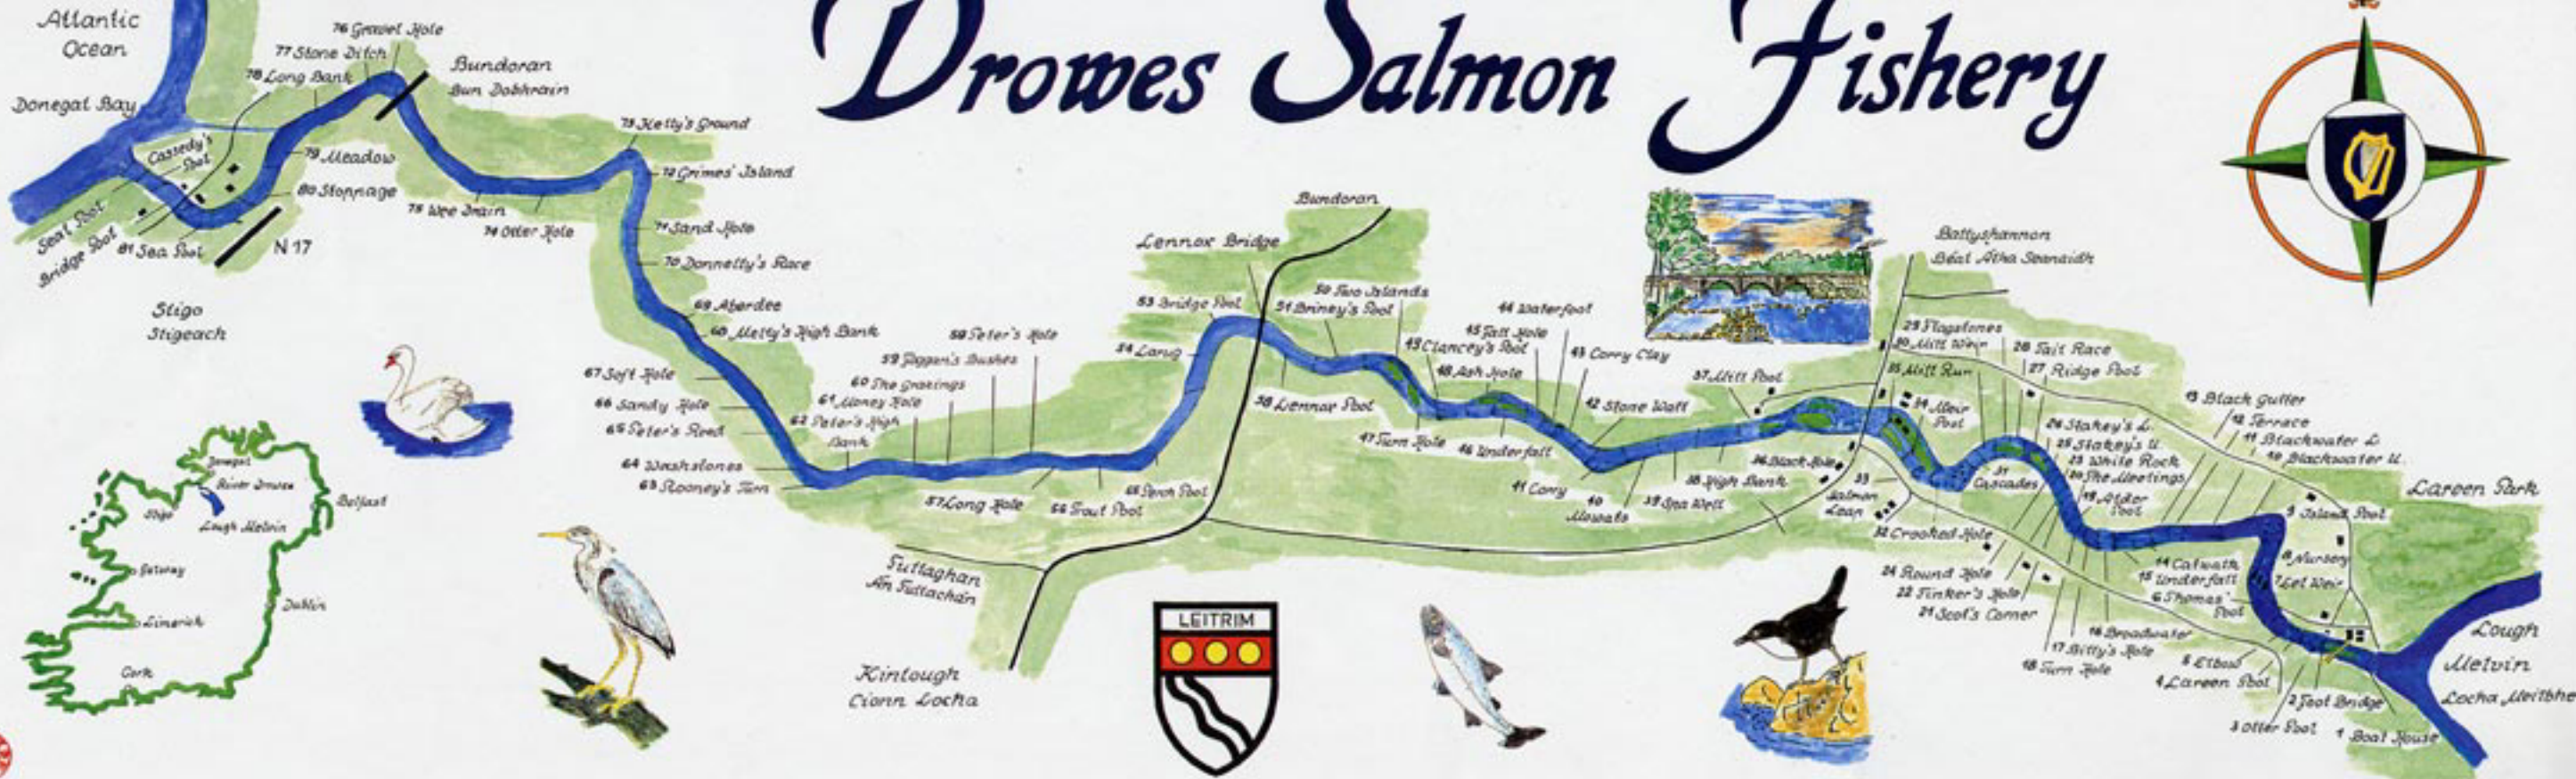 Drowes Salmon Fishery
Atlantic
Ocean
Donegal Bay
76 Gravel Hole
77 Stone Ditch
78 Long Bank
Bundoran
Bun Dobhrain
Cassedy's
Pool
79 Meadow
80 Stoppage
Seal Pool
Bridge Pool
81 Sea Pool
N 17
Sligo
Sligeach
75 Wee Drain
74 Otter Hole
73 Kelly's Ground
72 Grimes' Island
71 Sand Hole
70 Donnelly's Race
69 Aberdee
68 Melly's High Bank
67 Soft Hole
66 Sandy Hole
65 Peter's Reed
64 Washstones
63 Rooney's Turn
62 Peter's High
Bank
61 Money Hole
60 The Gratings
59 Biggar's Bushes
58 Peter's Hole
57 Long Hole
56 Trout Pool
55 Perch Pool
54 Lang
53 Bridge Pool
Lennox Bridge
Bundoran
51 Briney's Pool
50 Two Islands
Lennox Pool
49 Clancey's Pool
48 Ash Hole
47 Turn Hole
46 Underfall
45 Tall Hole
44 Waterfoot
43 Corry Clay
42 Stone Wall
41 Corry
40
39 Spa Well
38 High Bank
37 Mill Pool
36 Black Hole
Ballyshannon
Béal Átha Seanaidh
29 Flagstones
30 Mill Weir
28 Tail Race
27 Ridge Pool
35 Mill Run
34 Weir
Pool
33
Salmon
Leap
32 Crooked Hole
31
Cascades
26 Stakey's L.
25 Stakey's U.
23 White Rock
20 The Meetings
19 Alder
Pool
24 Round Hole
22 Tinker's Hole
21 Scot's Corner
13 Black Gutter
12 Terrace
11 Blackwater L
10 Blackwater U.
Lareen Park
9 Island Pool
8 Nursery
7 Eel Weir
14 Catwalk
15 Underfall
6 Thomas'
Pool
16 Broadwater
17 Billy's Hole
18 Turn Hole
5 Elbow
4 Lareen Pool
3 Otter Pool
2 Foot Bridge
1 Boat House
Lough
Melvin
Locha Meilbhe
Tullaghan
An Tullachán
Kinlough
Cionn Locha
LEITRIM
Donegal
River Drowes
Sligo
Lough Melvin
Belfast
Galway
Dublin
Limerick
Cork